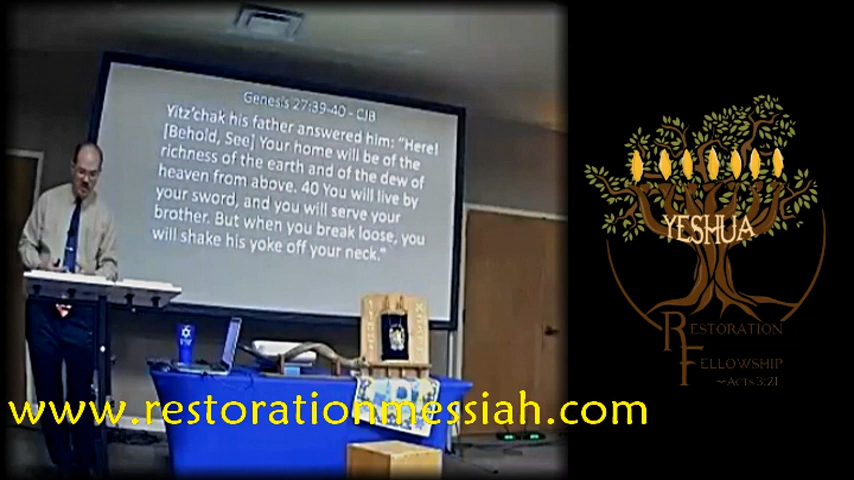 Genesis 27:39-40 - CJB
Yitz'chak his father answered him: "Here!
[Behold, See] Your home will be of the
richness of the earth and of the dew of
heaven from above. 40 You will live by
your sword, and you will serve your
brother. But when you break loose, you
will shake his yoke off your neck."
YESHUA
RESTORATION
FELLOWSHIP
~ACTS 3:21
www.restorationmessiah.com